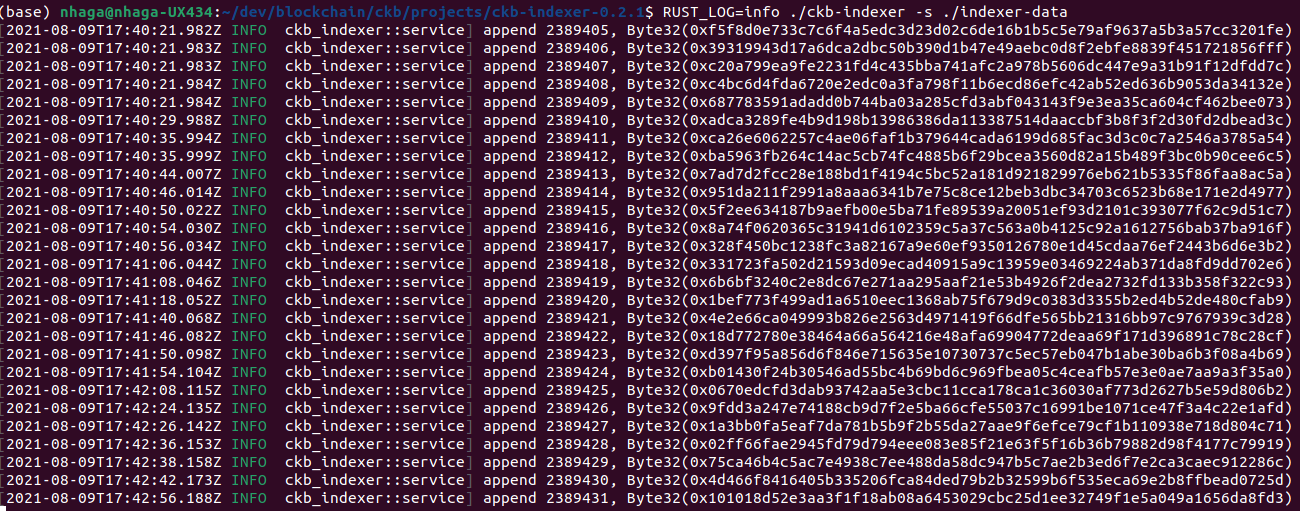 (base) nhaga@nhaga-UX434:~/dev/blockchain/ckb/projects/ckb-indexer-0.2.1$ RUST_LOG=info ./ckb-indexer -s ./indexer-data
[2021-08-09T17:40:21.982Z INFO  ckb_indexer::service] append 2389405, Byte32(0xf5f8d0e733c7c6f4a5edc3d23d02c6de16b1b5c5e79af9637a5b3a57cc3201fe)
[2021-08-09T17:40:21.983Z INFO  ckb_indexer::service] append 2389406, Byte32(0x39319943d17a6dca2dbc50b390d1b47e49aebc0d8f2ebfe8839f451721856fff)
[2021-08-09T17:40:21.983Z INFO  ckb_indexer::service] append 2389407, Byte32(0xc20a799ea9fe2231fd4c435bba741afc2a978b5606dc447e9a31b91f12dfdd7c)
[2021-08-09T17:40:21.984Z INFO  ckb_indexer::service] append 2389408, Byte32(0xc4bc6d4fda6720e2edc0a3fa798f11b6ecd86efc42ab52ed636b9053da34132e)
[2021-08-09T17:40:21.984Z INFO  ckb_indexer::service] append 2389409, Byte32(0x687783591adadd0b744ba03a285cfd3abf043143f9e3ea35ca604cf462bee073)
[2021-08-09T17:40:29.988Z INFO  ckb_indexer::service] append 2389410, Byte32(0xadca3289fe4b9d198b13986386da113387514daaccbf3b8f3f2d30fd2dbead3c)
[2021-08-09T17:40:35.994Z INFO  ckb_indexer::service] append 2389411, Byte32(0xca26e6062257c4ae06faf1b379644cada6199d685fac3d3c0c7a2546a3785a54)
[2021-08-09T17:40:35.999Z INFO  ckb_indexer::service] append 2389412, Byte32(0xba5963fb264c14ac5cb74fc4885b6f29bcea3560d82a15b489f3bc0b90cee6c5)
[2021-08-09T17:40:44.007Z INFO  ckb_indexer::service] append 2389413, Byte32(0x7ad7d2fcc28e188bd1f4194c5bc52a181d921829976eb621b5335f86faa8ac5a)
[2021-08-09T17:40:46.014Z INFO  ckb_indexer::service] append 2389414, Byte32(0x951da211f2991a8aaa6341b7e75c8ce12beb3dbc34703c6523b68e171e2d4977)
[2021-08-09T17:40:50.022Z INFO  ckb_indexer::service] append 2389415, Byte32(0x5f2ee634187b9aefb00e5ba71fe89539a20051ef93d2101c393077f62c9d51c7)
[2021-08-09T17:40:54.030Z INFO  ckb_indexer::service] append 2389416, Byte32(0x8a74f0620365c31941d6102359c5a37c563a0b4125c92a1612756bab37ba916f)
[2021-08-09T17:40:56.034Z INFO  ckb_indexer::service] append 2389417, Byte32(0x328f450bc1238fc3a82167a9e60ef9350126780e1d45cdaa76ef2443b6d6e3b2)
[2021-08-09T17:41:06.044Z INFO  ckb_indexer::service] append 2389418, Byte32(0x331723fa502d21593d09ecad40915a9c13959e03469224ab371da8fd9dd702e6)
[2021-08-09T17:41:08.046Z INFO  ckb_indexer::service] append 2389419, Byte32(0x6b6bf3240c2e8dc67e271aa295aaf21e53b4926f2dea2732fd133b358f322c93)
[2021-08-09T17:41:18.052Z INFO  ckb_indexer::service] append 2389420, Byte32(0x1bef773f499ad1a6510eec1368ab75f679d9c0383d3355b2ed4b52de480cfab9)
[2021-08-09T17:41:40.068Z INFO  ckb_indexer::service] append 2389421, Byte32(0x4e2e66ca049993b826e2563d4971419f66dfe565bb21316bb97c9767939c3d28)
[2021-08-09T17:41:46.082Z INFO  ckb_indexer::service] append 2389422, Byte32(0x18d772780e38464a66a564216e48afa69904772deaa69f171d396891c78c28cf)
[2021-08-09T17:41:50.098Z INFO  ckb_indexer::service] append 2389423, Byte32(0xd397f95a856d6f846e715635e10730737c5ec57eb047b1abe30ba6b3f08a4b69)
[2021-08-09T17:41:54.104Z INFO  ckb_indexer::service] append 2389424, Byte32(0xb01430f24b30546ad55bc4b69bd6c969fbea05c4ceafb57e3e0ae7aa9a3f35a0)
[2021-08-09T17:42:08.115Z INFO  ckb_indexer::service] append 2389425, Byte32(0x0670edcfd3dab93742aa5e3cbc11cca178ca1c36030af773d2627b5e59d806b2)
[2021-08-09T17:42:24.135Z INFO  ckb_indexer::service] append 2389426, Byte32(0x9fdd3a247e74188cb9d7f2e5ba66cfe55037c16991be1071ce47f3a4c22e1afd)
[2021-08-09T17:42:26.142Z INFO  ckb_indexer::service] append 2389427, Byte32(0x1a3bb0fa5eaf7da781b5b9f2b55da27aae9f6efce79cf1b110938e718d804c71)
[2021-08-09T17:42:36.153Z INFO  ckb_indexer::service] append 2389428, Byte32(0x02ff66fae2945fd79d794eee083e85f21e63f5f16b36b79882d98f4177c79919)
[2021-08-09T17:42:38.158Z INFO  ckb_indexer::service] append 2389429, Byte32(0x75ca46b4c5ac7e4938c7ee488da58dc947b5c7ae2b3ed6f7e2ca3caec912286c)
[2021-08-09T17:42:42.173Z INFO  ckb_indexer::service] append 2389430, Byte32(0x4d466f8416405b335206fca84ded79b2b32599b6f535eca69e2b8ffbead0725d)
[2021-08-09T17:42:56.188Z INFO  ckb_indexer::service] append 2389431, Byte32(0x101018d52e3aa3f1f18ab08a6453029cbc25d1ee32749f1e5a049a1656da8fd3)